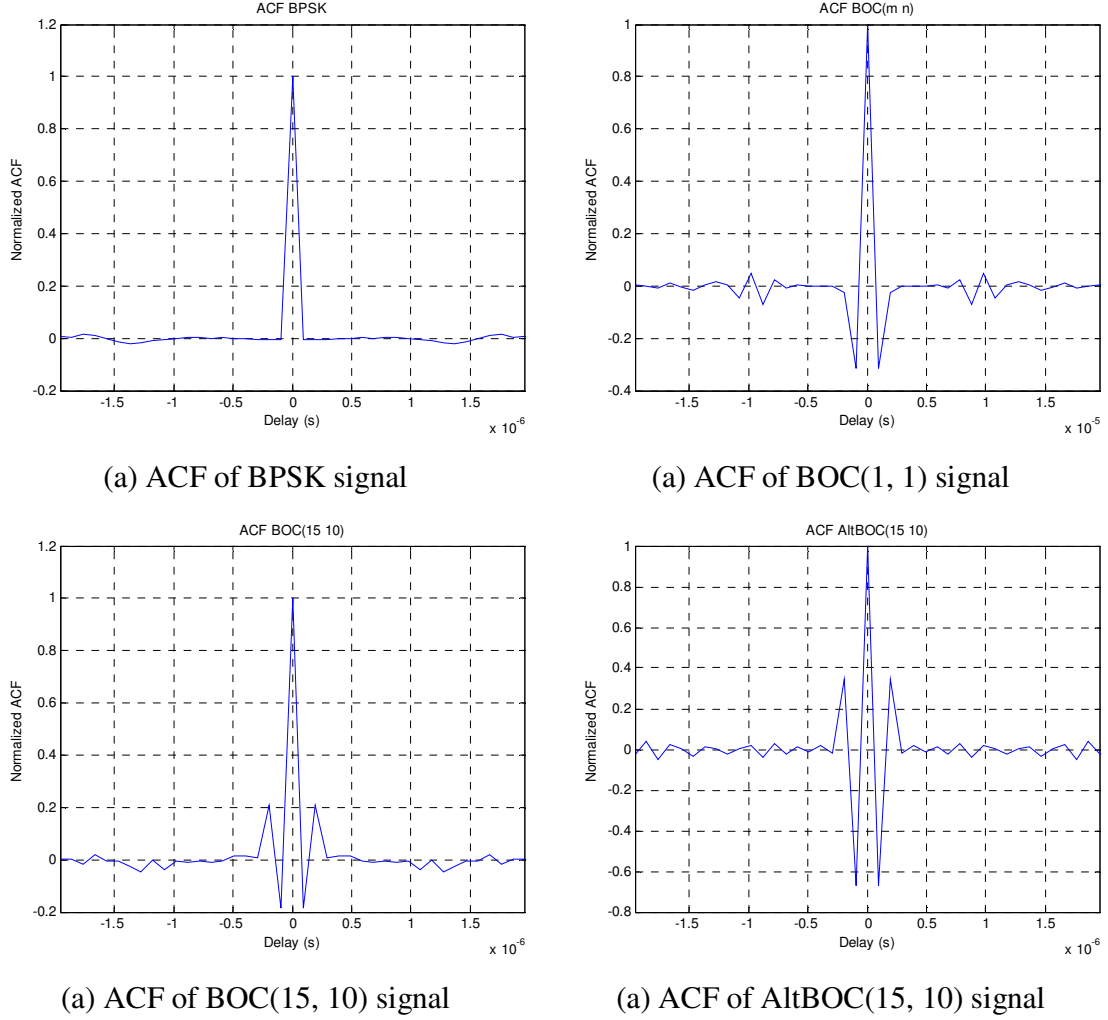 ACF BPSK
1.2
1
0.8
0.6
0.4
0.2
0
-0.2
Normalized ACF
-1.5 -1 -0.5 0 0.5 1 1.5
Delay (s)
x 10-6
(a) ACF of BPSK signal
ACF BOC(m n)
1
0.8
0.6
0.4
0.2
0
-0.2
-0.4
Normalized ACF
-1.5 -1 -0.5 0 0.5 1 1.5
Delay (s)
x 10-5
(a) ACF of BOC(1, 1) signal
ACF BOC(15 10)
1.2
1
0.8
0.6
0.4
0.2
0
-0.2
Normalized ACF
-1.5 -1 -0.5 0 0.5 1 1.5
Delay (s)
x 10-6
(a) ACF of BOC(15, 10) signal
ACF AltBOC(15 10)
1
0.8
0.6
0.4
0.2
0
-0.2
-0.4
-0.6
-0.8
Normalized ACF
-1.5 -1 -0.5 0 0.5 1 1.5
Delay (s)
x 10-6
(a) ACF of AltBOC(15, 10) signal